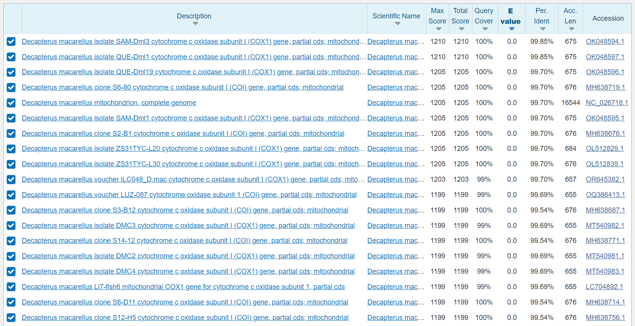 Description Scientific Name Max Score Total Score Query Cover E value Per. Ident Acc. Len Accession
Decapterus macarellus isolate SAM-Dml3 cytochrome c oxidase subunit I (COX1) gene, partial cds; mitochond... Decapterus mac... 1210 1210 100% 0.0 99.85% 675 OK048594.1
Decapterus macarellus isolate QUE-Dml1 cytochrome c oxidase subunit I (COX1) gene, partial cds; mitochond... Decapterus mac... 1210 1210 100% 0.0 99.85% 675 OK048597.1
Decapterus macarellus isolate QUE-Dml19 cytochrome c oxidase subunit I (COX1) gene, partial cds; mitochon... Decapterus mac... 1205 1205 100% 0.0 99.70% 675 OK048596.1
Decapterus macarellus clone S6-80 cytochrome c oxidase subunit I (COI) gene, partial cds; mitochondrial Decapterus mac... 1205 1205 100% 0.0 99.70% 676 MH638719.1
Decapterus macarellus mitochondrion, complete genome Decapterus mac... 1205 1205 100% 0.0 99.70% 16544 NC_026718.1
Decapterus macarellus isolate SAM-Dml1 cytochrome c oxidase subunit I (COX1) gene, partial cds; mitochond... Decapterus mac... 1205 1205 100% 0.0 99.70% 675 OK048595.1
Decapterus macarellus clone S2-B1 cytochrome c oxidase subunit I (COI) gene, partial cds; mitochondrial Decapterus mac... 1205 1205 100% 0.0 99.70% 676 MH638676.1
Decapterus macarellus isolate ZS31TYC-L20 cytochrome c oxidase subunit I (COX1) gene, partial cds; mitoch... Decapterus mac... 1205 1205 100% 0.0 99.70% 684 OL512829.1
Decapterus macarellus isolate ZS31TYC-L30 cytochrome c oxidase subunit I (COX1) gene, partial cds; mitoch... Decapterus mac... 1205 1205 100% 0.0 99.70% 676 OL512839.1
Decapterus macarellus voucher ILC048_D.mac cytochrome c oxidase subunit I (COX1) gene, partial cds; mito... Decapterus mac... 1203 1203 99% 0.0 99.70% 657 OR645382.1
Decapterus macarellus voucher LUZ-087 cytochrome oxidase subunit 1 (COI) gene, partial cds; mitochondrial Decapterus mac... 1199 1199 99% 0.0 99.69% 655 OQ386413.1
Decapterus macarellus clone S3-B12 cytochrome c oxidase subunit I (COI) gene, partial cds; mitochondrial Decapterus mac... 1199 1199 100% 0.0 99.54% 676 MH638687.1
Decapterus macarellus isolate DMC3 cytochrome oxidase subunit I (COX1) gene, partial cds; mitochondrial Decapterus mac... 1199 1199 99% 0.0 99.69% 655 MT540982.1
Decapterus macarellus clone S14-12 cytochrome c oxidase subunit I (COI) gene, partial cds; mitochondrial Decapterus mac... 1199 1199 100% 0.0 99.54% 676 MH638771.1
Decapterus macarellus isolate DMC2 cytochrome oxidase subunit I (COX1) gene, partial cds; mitochondrial Decapterus mac... 1199 1199 99% 0.0 99.69% 655 MT540981.1
Decapterus macarellus isolate DMC4 cytochrome oxidase subunit I (COX1) gene, partial cds; mitochondrial Decapterus mac... 1199 1199 99% 0.0 99.69% 655 MT540983.1
Decapterus macarellus Li7-fish6 mitochondrial COX1 gene for cytochrome c oxidase subunit 1, partial cds Decapterus mac... 1199 1199 99% 0.0 99.69% 655 LC704892.1
Decapterus macarellus clone S6-D11 cytochrome c oxidase subunit I (COI) gene, partial cds; mitochondrial Decapterus mac... 1199 1199 100% 0.0 99.54% 676 MH638714.1
Decapterus macarellus clone S12-H5 cytochrome c oxidase subunit I (COI) gene, partial cds; mitochondrial Decapterus mac... 1199 1199 100% 0.0 99.54% 676 MH638756.1